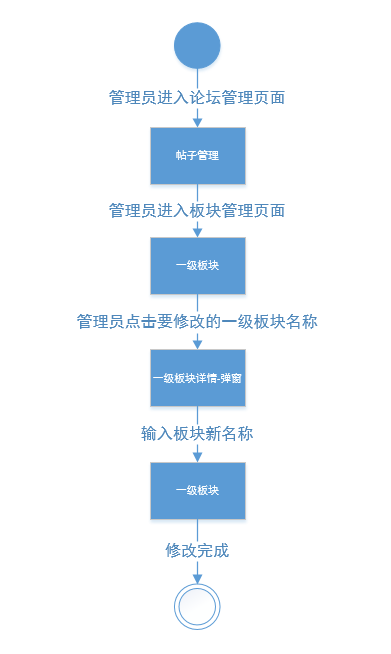 管理员进入论坛管理页面
帖子管理
管理员进入板块管理页面
一级板块
管理员点击要修改的一级板块名称
一级板块详情-弹窗
输入板块新名称
一级板块
修改完成